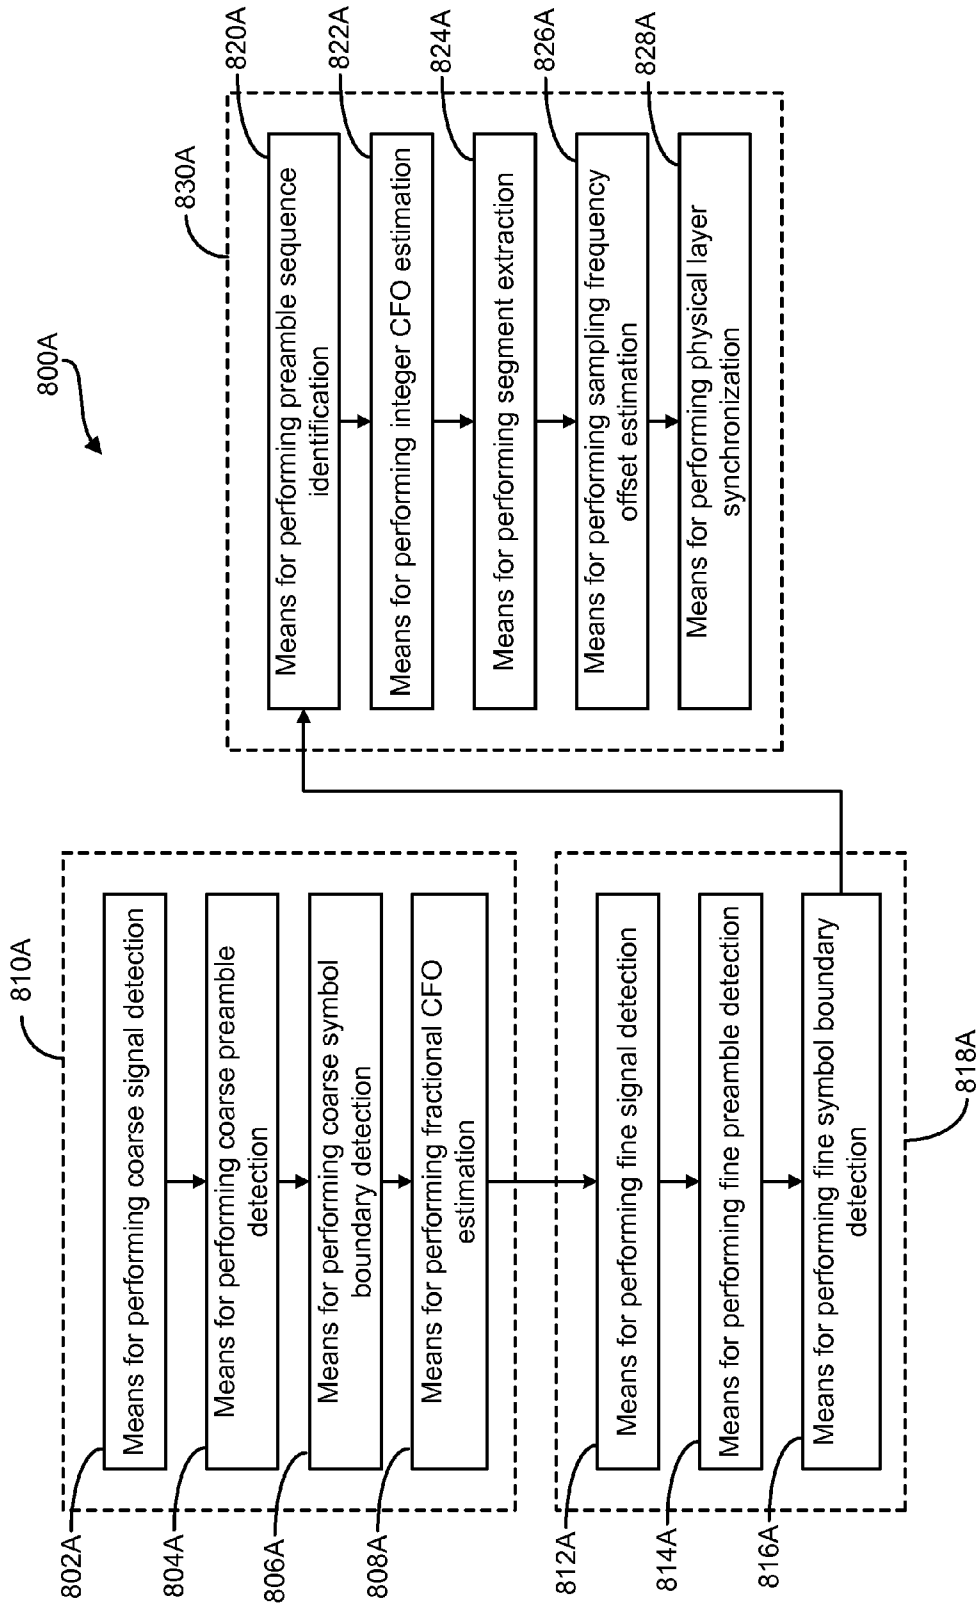 800A
810A
802A
Means for performing coarse signal detection
804A
Means for performing coarse preamble
detection
806A
Means for performing coarse symbol
boundary detection
808A
Means for performing fractional CFO
estimation
812A
Means for performing fine signal detection
814A
Means for performing fine preamble detection
816A
Means for performing fine symbol boundary
detection
818A
830A
820A
Means for performing preamble sequence
identification
822A
Means for performing integer CFO estimation
824A
Means for performing segment extraction
826A
Means for performing sampling frequency
offset estimation
828A
Means for performing physical layer
synchronization